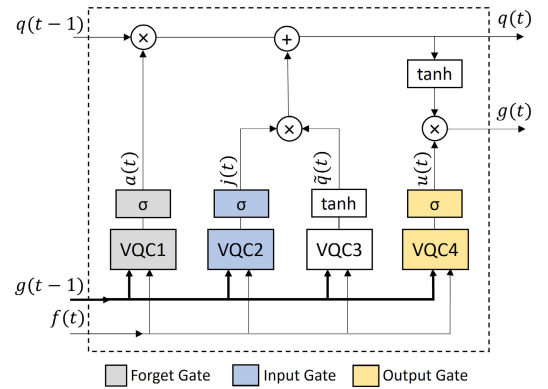 q(t − 1)
q(t)
×
+
tanh
g(t)
×
×
a(t)
j(t)
q̃(t)
u(t)
σ
σ
tanh
σ
VQC1
VQC2
VQC3
VQC4
g(t − 1)
f(t)
Forget Gate
Input Gate
Output Gate